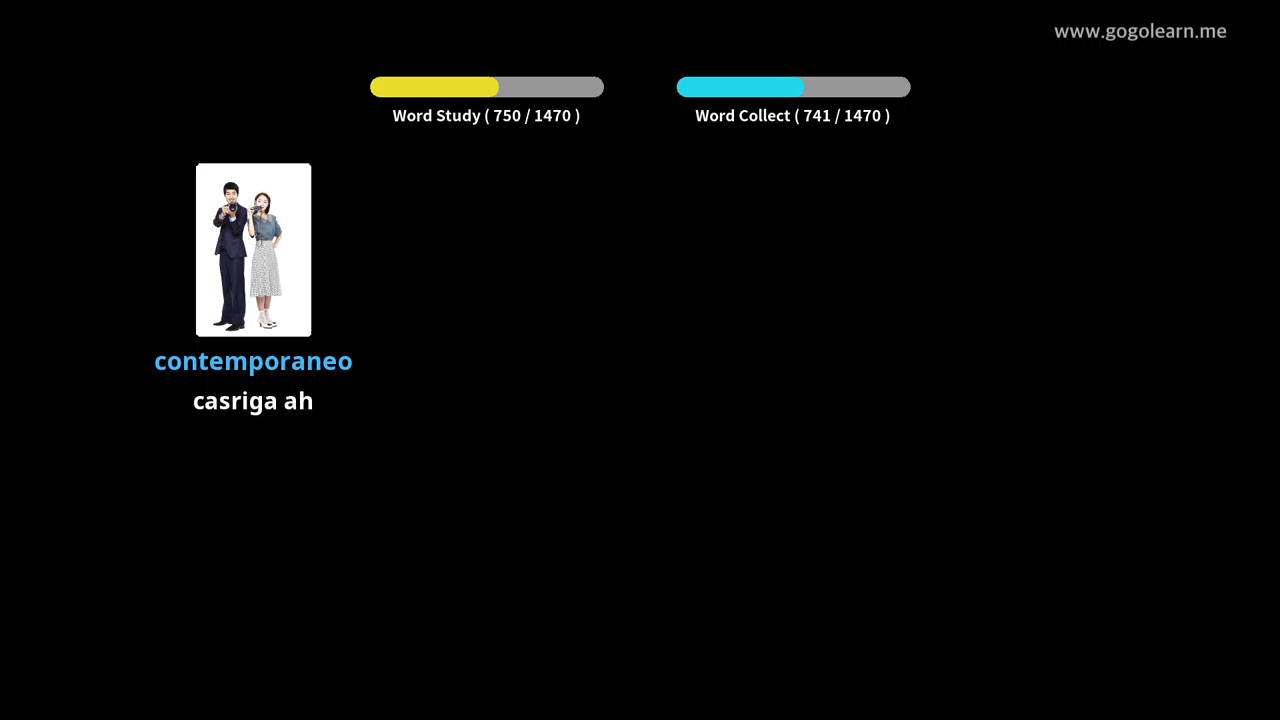 www.gogolearn.me
Word Study ( 750 / 1470 )
Word Collect ( 741 / 1470 )
contemporaneo
casriga ah